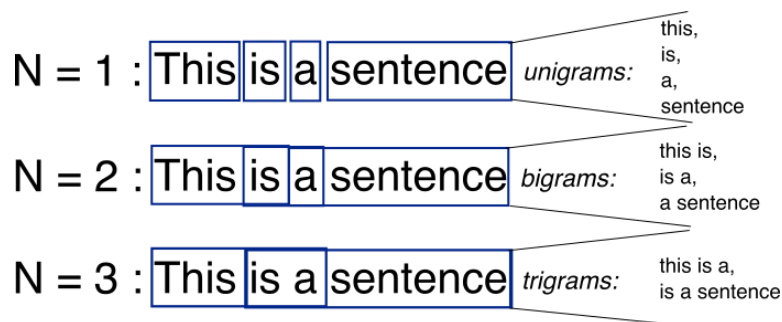 N = 1 : This is a sentence
unigrams:
this,
is,
a,
sentence
N = 2 : This is a sentence
bigrams:
this is,
is a,
a sentence
N = 3 : This is a sentence
trigrams:
this is a,
is a sentence